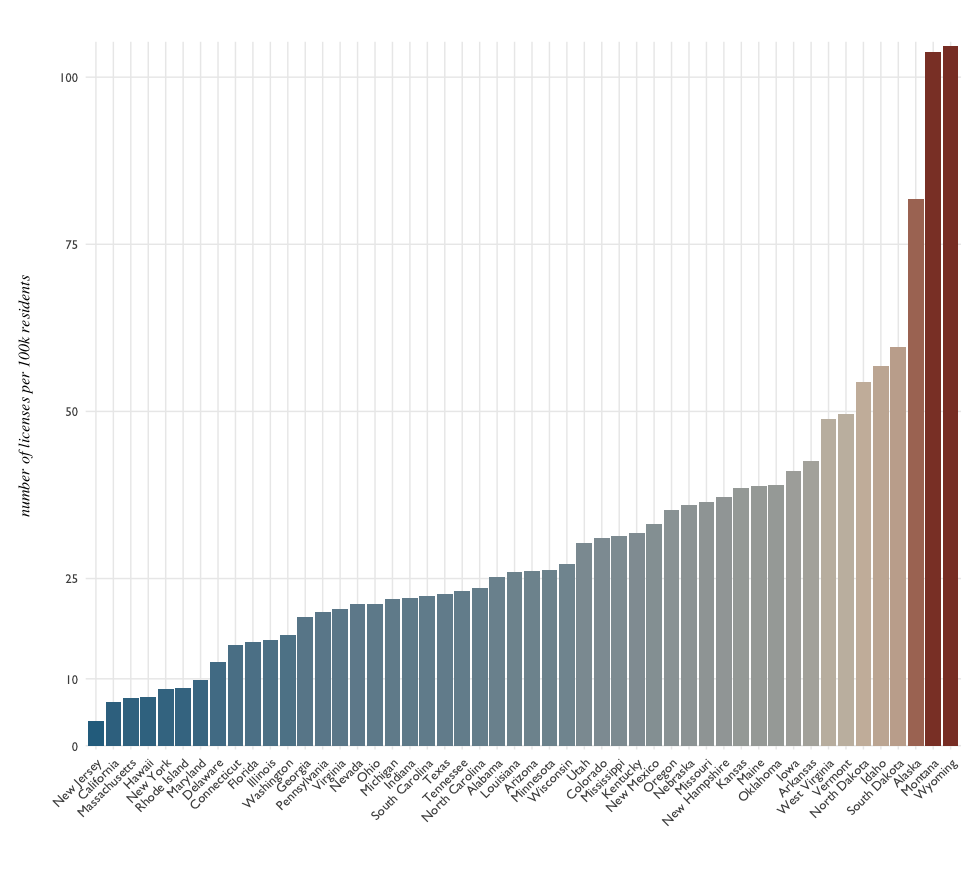 number of licenses per 100k residents
100
75
50
25
10
0
New Jersey
California
Massachusetts
Hawaii
New York
Rhode Island
Maryland
Delaware
Connecticut
Florida
Illinois
Washington
Georgia
Pennsylvania
Virginia
Nevada
Ohio
Michigan
Indiana
South Carolina
Texas
Tennessee
North Carolina
Alabama
Louisiana
Arizona
Minnesota
Wisconsin
Utah
Colorado
Mississippi
Kentucky
New Mexico
Oregon
Nebraska
Missouri
New Hampshire
Kansas
Maine
Oklahoma
Iowa
Arkansas
West Virginia
Vermont
North Dakota
Idaho
South Dakota
Alaska
Montana
Wyoming